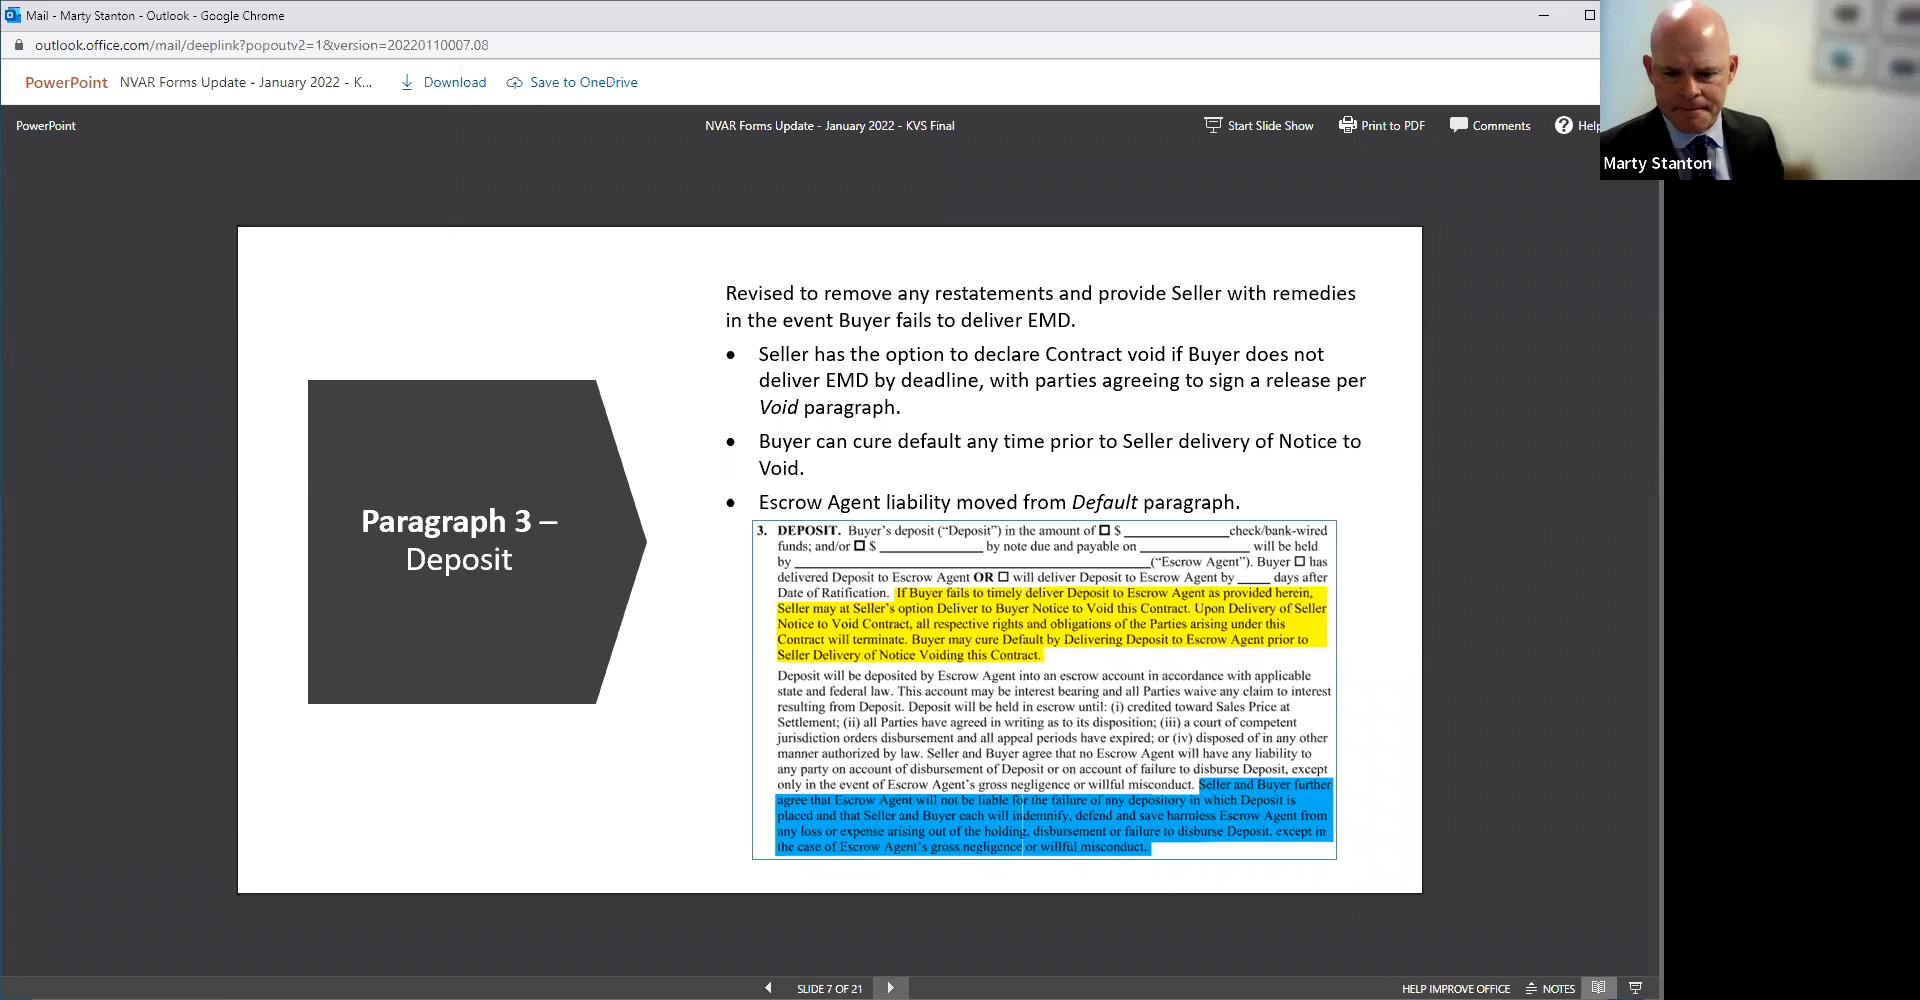 Mail - Marty Stanton - Outlook - Google Chrome
outlook.office.com/mail/deeplink?popoutv2=1&version=20220110007.08
PowerPoint NVAR Forms Update - January 2022 - K... Download Save to OneDrive
PowerPoint NVAR Forms Update - January 2022 - KVS Final Start Slide Show Print to PDF Comments Help
Marty Stanton
Paragraph 3 –
Deposit
Revised to remove any restatements and provide Seller with remedies
in the event Buyer fails to deliver EMD.
• Seller has the option to declare Contract void if Buyer does not
deliver EMD by deadline, with parties agreeing to sign a release per
Void paragraph.
• Buyer can cure default any time prior to Seller delivery of Notice to
Void.
• Escrow Agent liability moved from Default paragraph.
3. DEPOSIT. Buyer's deposit (“Deposit”) in the amount of ☐ $ ______________check/bank-wired
funds; and/or ☐ $ ______________ by note due and payable on ______________ will be held
by ______________________________________________(“Escrow Agent”). Buyer ☐ has
delivered Deposit to Escrow Agent OR ☐ will deliver Deposit to Escrow Agent by ____ days after
Date of Ratification. If Buyer fails to timely deliver Deposit to Escrow Agent as provided herein,
Seller may at Seller's option Deliver to Buyer Notice to Void this Contract. Upon Delivery of Seller
Notice to Void Contract, all respective rights and obligations of the Parties arising under this
Contract will terminate. Buyer may cure Default by Delivering Deposit to Escrow Agent prior to
Seller Delivery of Notice Voiding this Contract.
Deposit will be deposited by Escrow Agent into an escrow account in accordance with applicable
state and federal law. This account may be interest bearing and all Parties waive any claim to interest
resulting from Deposit. Deposit will be held in escrow until: (i) credited toward Sales Price at
Settlement; (ii) all Parties have agreed in writing as to its disposition; (iii) a court of competent
jurisdiction orders disbursement and all appeal periods have expired; or (iv) disposed of in any other
manner authorized by law. Seller and Buyer agree that no Escrow Agent will have any liability to
any party on account of disbursement of Deposit or on account of failure to disburse Deposit, except
only in the event of Escrow Agent's gross negligence or willful misconduct. Seller and Buyer further
agree that Escrow Agent will not be liable for the failure of any depository in which Deposit is
placed and that Seller and Buyer each will indemnify, defend and save harmless Escrow Agent from
any loss or expense arising out of the holding, disbursement or failure to disburse Deposit, except in
the case of Escrow Agent's gross negligence or willful misconduct.
SLIDE 7 OF 21 HELP IMPROVE OFFICE NOTES